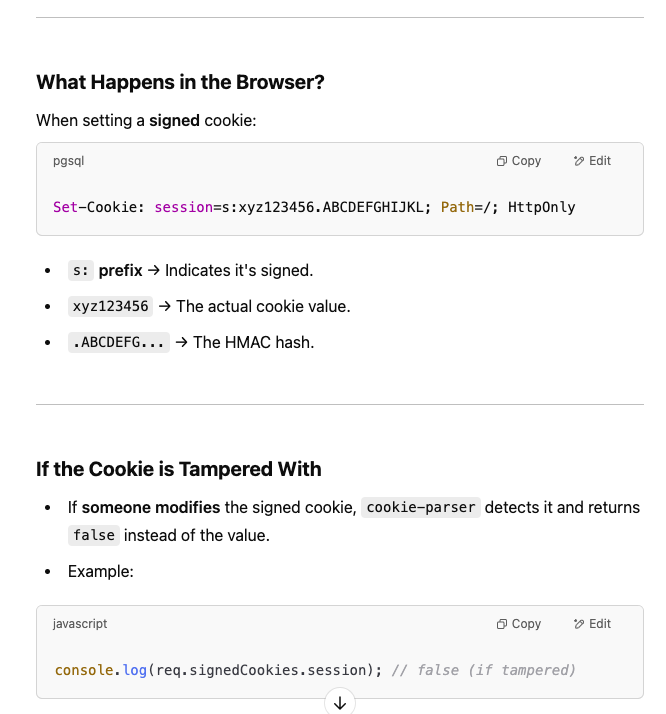 What Happens in the Browser?
When setting a signed cookie:
pgsql
Copy
Edit
Set-Cookie: session=s:xyz123456.ABCDEFGHIJKL; Path=/; HttpOnly
• s: prefix → Indicates it's signed.
• xyz123456 → The actual cookie value.
• .ABCDEFG... → The HMAC hash.
If the Cookie is Tampered With
• If someone modifies the signed cookie, cookie-parser detects it and returns
false instead of the value.
• Example:
javascript
Copy
Edit
console.log(req.signedCookies.session); // false (if tampered)